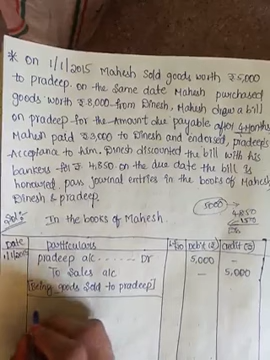 * On 1/1/2015 Mahesh sold goods worth ₹5,000
to pradeep. on the same date Mahesh purchased
goods worth ₹8,000 from Dinesh, Mahesh drew a bill
on pradeep for the Amount due payable after 4 Months
Mahesh paid ₹3,000 to Dinesh and endorsed, pradeep's
Acceptance to him, Dinesh discounted the bill with his
bankers for ₹ 4,850 on the due date the bill is
honoured, pass journal entries in the books of Mahesh
Dinesh & pradeep.
5000
4,850
150
Sol:- In the books of Mahesh
Date particulars Debit(₹) credit(₹)
1/1/2015 pradeep a/c ...... Dr 5,000 -
To Sales a/c - 5,000
[Being goods sold to pradeep]